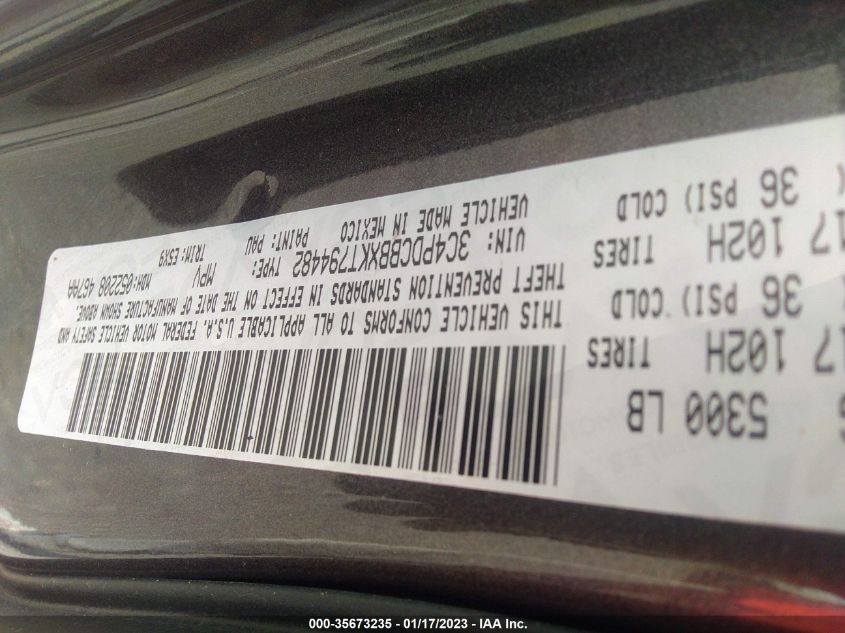 5300 LB
17 102H TIRES
36 PSI) COLD
17 102H TIRES
36 PSI) COLD
THIS VEHICLE CONFORMS TO ALL APPLICABLE U.S.A. FEDERAL MOTOR VEHICLE SAFETY AND
THEFT PREVENTION STANDARDS IN EFFECT ON THE DATE OF MANUFACTURE SHOWN ABOVE.
VIN: 3C4PDCBBXKT794482 TYPE: MPV MDH:052208 467AA
VEHICLE MADE IN MEXICO PAINT: PAU TRIM: E5X9
000-35673235 - 01/17/2023 - IAA Inc.